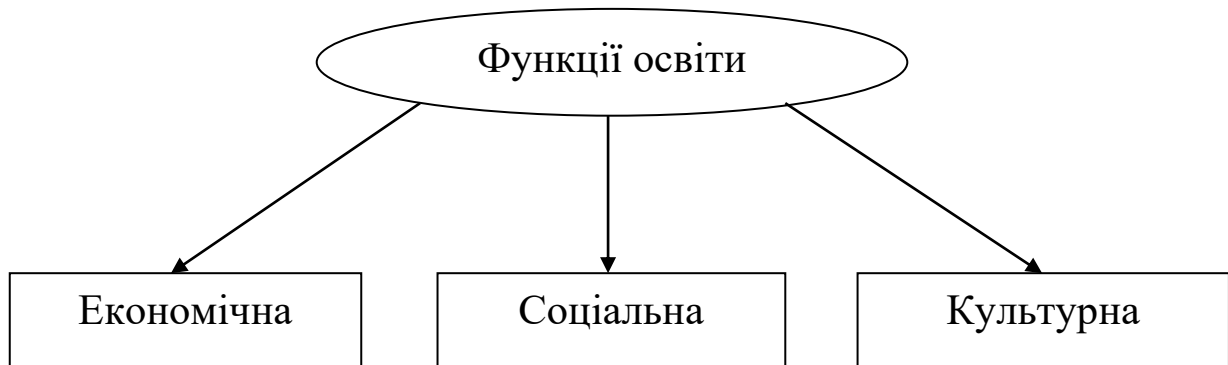 Функції освіти
Економічна
Соціальна
Культурна